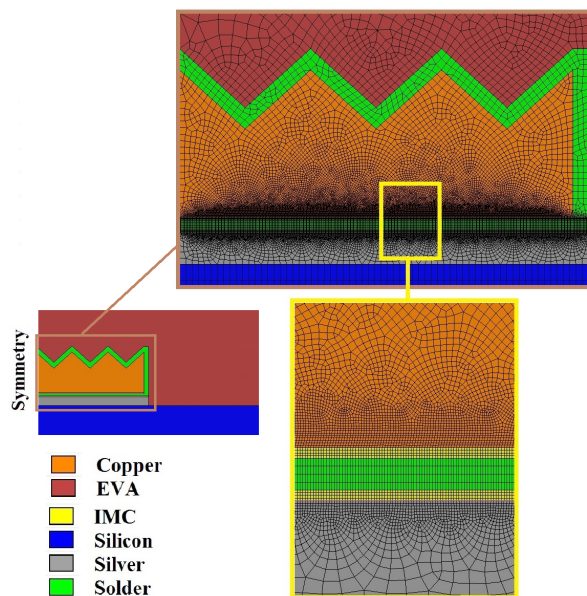 Symmetry
Copper
EVA
IMC
Silicon
Silver
Solder